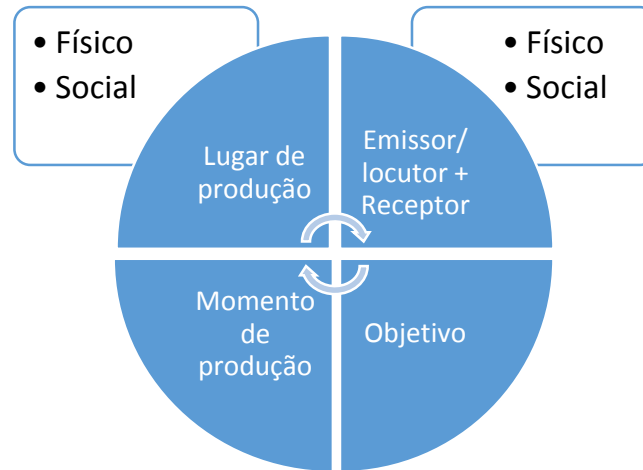 • Físico
• Social
• Físico
• Social
Lugar de
produção
Emissor/
locutor +
Receptor
Momento
de
produção
Objetivo